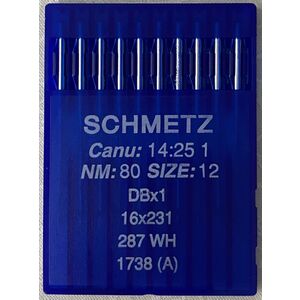 SCHMETZ
Canu: 14:25 1
NM: 80 SIZE: 12
DBx1
16x231
287 WH
1738 (A)